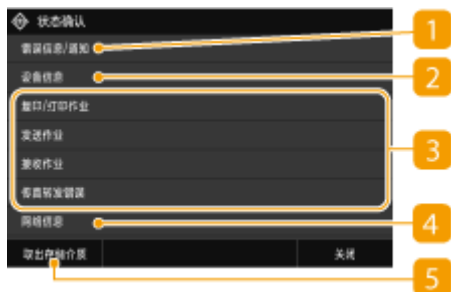 状态确认
错误信息/通知
1
设备信息
2
复印/打印作业
发送作业
3
接收作业
传真转发错误
网络信息
4
取出存储介质 关闭
5